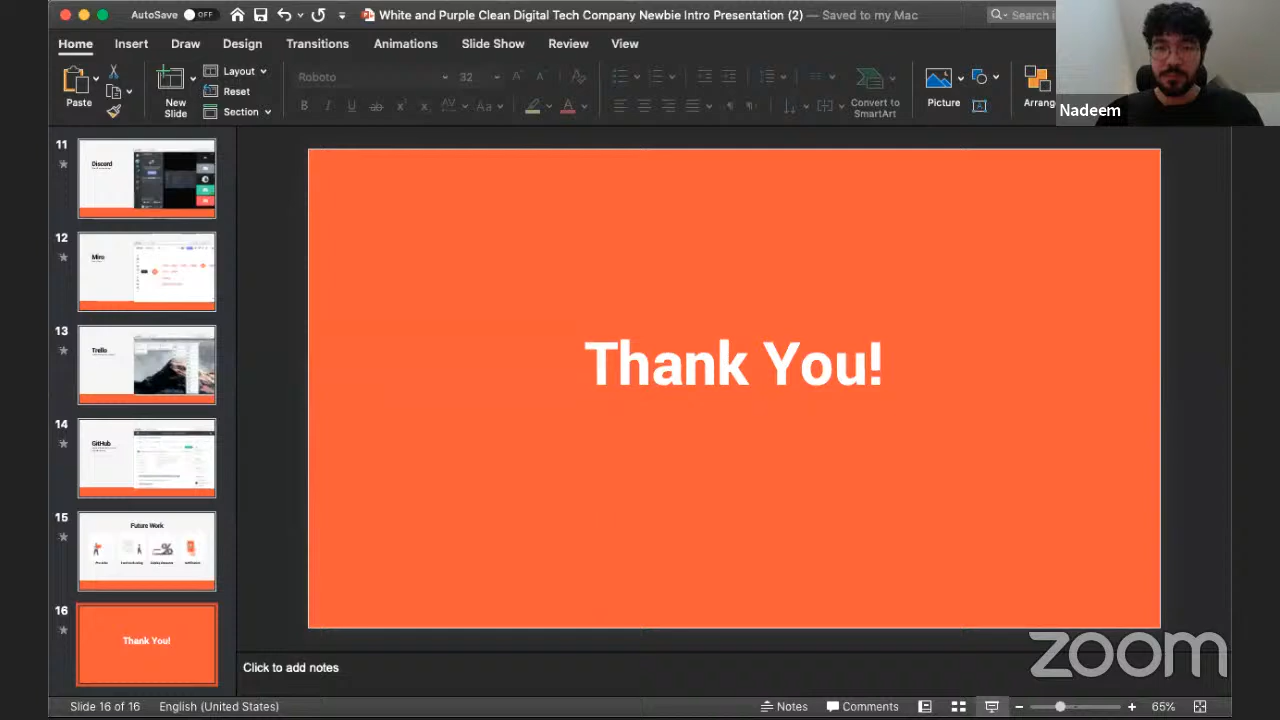 AutoSave OFF
White and Purple Clean Digital Tech Company Newbie Intro Presentation (2) — Saved to my Mac
Search i
Home Insert Draw Design Transitions Animations Slide Show Review View
Paste
New Slide
Layout
Reset
Section
Roboto 32
Convert to SmartArt
Picture
Arrang
Nadeem
11
Discord
12
Miro
13
Trello
14
GitHub
15
Future Work
16
Thank You!
Thank You!
Click to add notes
zoom
Slide 16 of 16 English (United States) Notes Comments 65%